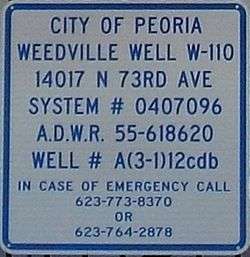 CITY OF PEORIA
WEEDVILLE WELL W-110
14017 N 73RD AVE
SYSTEM # 0407096
A.D.W.R. 55-618620
WELL # A(3-1)12cdb
IN CASE OF EMERGENCY CALL
623-773-8370
OR
623-764-2878